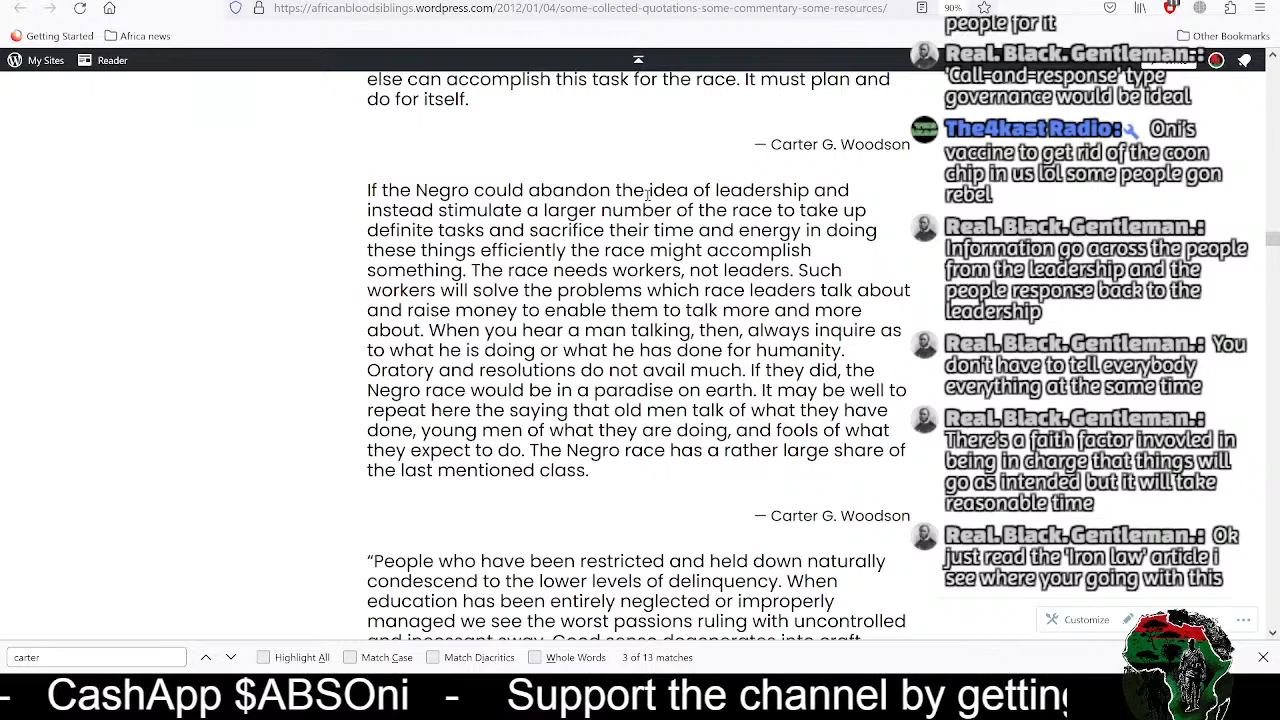 https://africanbloodsiblings.wordpress.com/2012/01/04/some-collected-quotations-some-commentary-some-resources/
90%
Getting Started
Africa news
Other Bookmarks
My Sites
Reader
else can accomplish this task for the race. It must plan and
do for itself.
— Carter G. Woodson
If the Negro could abandon the idea of leadership and
instead stimulate a larger number of the race to take up
definite tasks and sacrifice their time and energy in doing
these things efficiently the race might accomplish
something. The race needs workers, not leaders. Such
workers will solve the problems which race leaders talk about
and raise money to enable them to talk more and more
about. When you hear a man talking, then, always inquire as
to what he is doing or what he has done for humanity.
Oratory and resolutions do not avail much. If they did, the
Negro race would be in a paradise on earth. It may be well to
repeat here the saying that old men talk of what they have
done, young men of what they are doing, and fools of what
they expect to do. The Negro race has a rather large share of
the last mentioned class.
— Carter G. Woodson
“People who have been restricted and held down naturally
condescend to the lower levels of delinquency. When
education has been entirely neglected or improperly
managed we see the worst passions ruling with uncontrolled
and incessant sway. Good sense degenerates into craft,
people for it
Real. Black. Gentleman.:
'Call-and-response' type
governance would be ideal
The4kast Radio: Oni's
vaccine to get rid of the coon
chip in us lol some people gon
rebel
Real. Black. Gentleman.:
Information go across the people
from the leadership and the
people response back to the
leadership
Real. Black. Gentleman.: You
don't have to tell everybody
everything at the same time
Real. Black. Gentleman.:
There's a faith factor invovled in
being in charge that things will
go as intended but it will take
reasonable time
Real. Black. Gentleman.: Ok
just read the 'Iron law' article i
see where your going with this
Customize
carter
Highlight All
Match Case
Match Diacritics
Whole Words
3 of 13 matches
- CashApp $ABSOni - Support the channel by getting